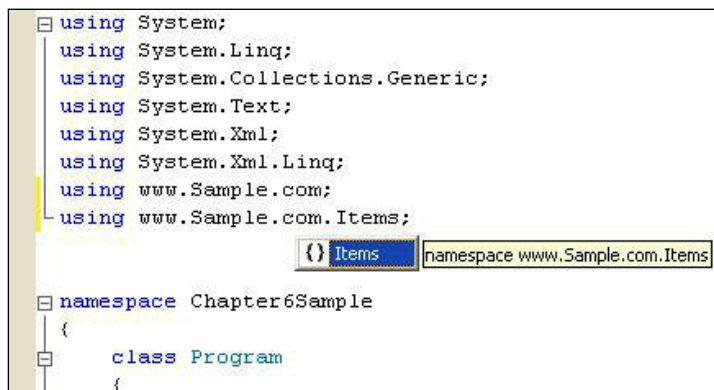 using System;
using System.Linq;
using System.Collections.Generic;
using System.Text;
using System.Xml;
using System.Xml.Linq;
using www.Sample.com;
using www.Sample.com.Items;
{} Items namespace www.Sample.com.Items
namespace Chapter6Sample
{
class Program
{